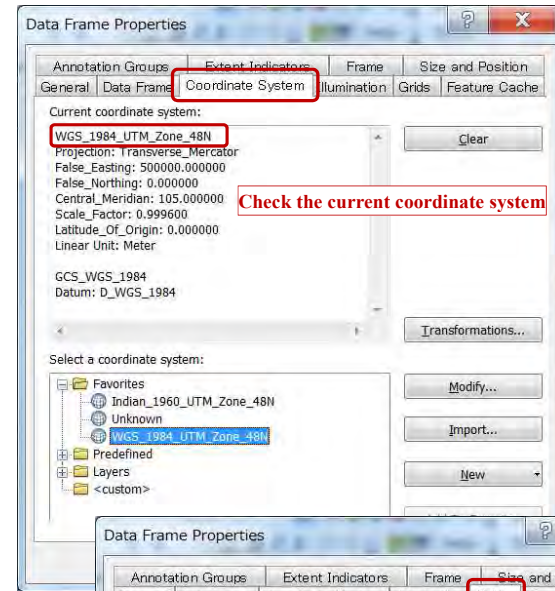 Data Frame Properties
Annotation Groups Extent Indicators Frame Size and Position
General Data Frame Coordinate System Illumination Grids Feature Cache
Current coordinate system:
WGS_1984_UTM_Zone_48N
Projection: Transverse_Mercator
False_Easting: 500000.000000
False_Northing: 0.000000
Central_Meridian: 105.000000
Scale_Factor: 0.999600
Latitude_Of_Origin: 0.000000
Linear Unit: Meter
GCS_WGS_1984
Datum: D_WGS_1984
Clear
Check the current coordinate system
Transformations...
Select a coordinate system:
Favorites
Indian_1960_UTM_Zone_48N
Unknown
WGS_1984_UTM_Zone_48N
Predefined
Layers
<custom>
Modify...
Import...
New
Data Frame Properties
Annotation Groups Extent Indicators Frame Size and